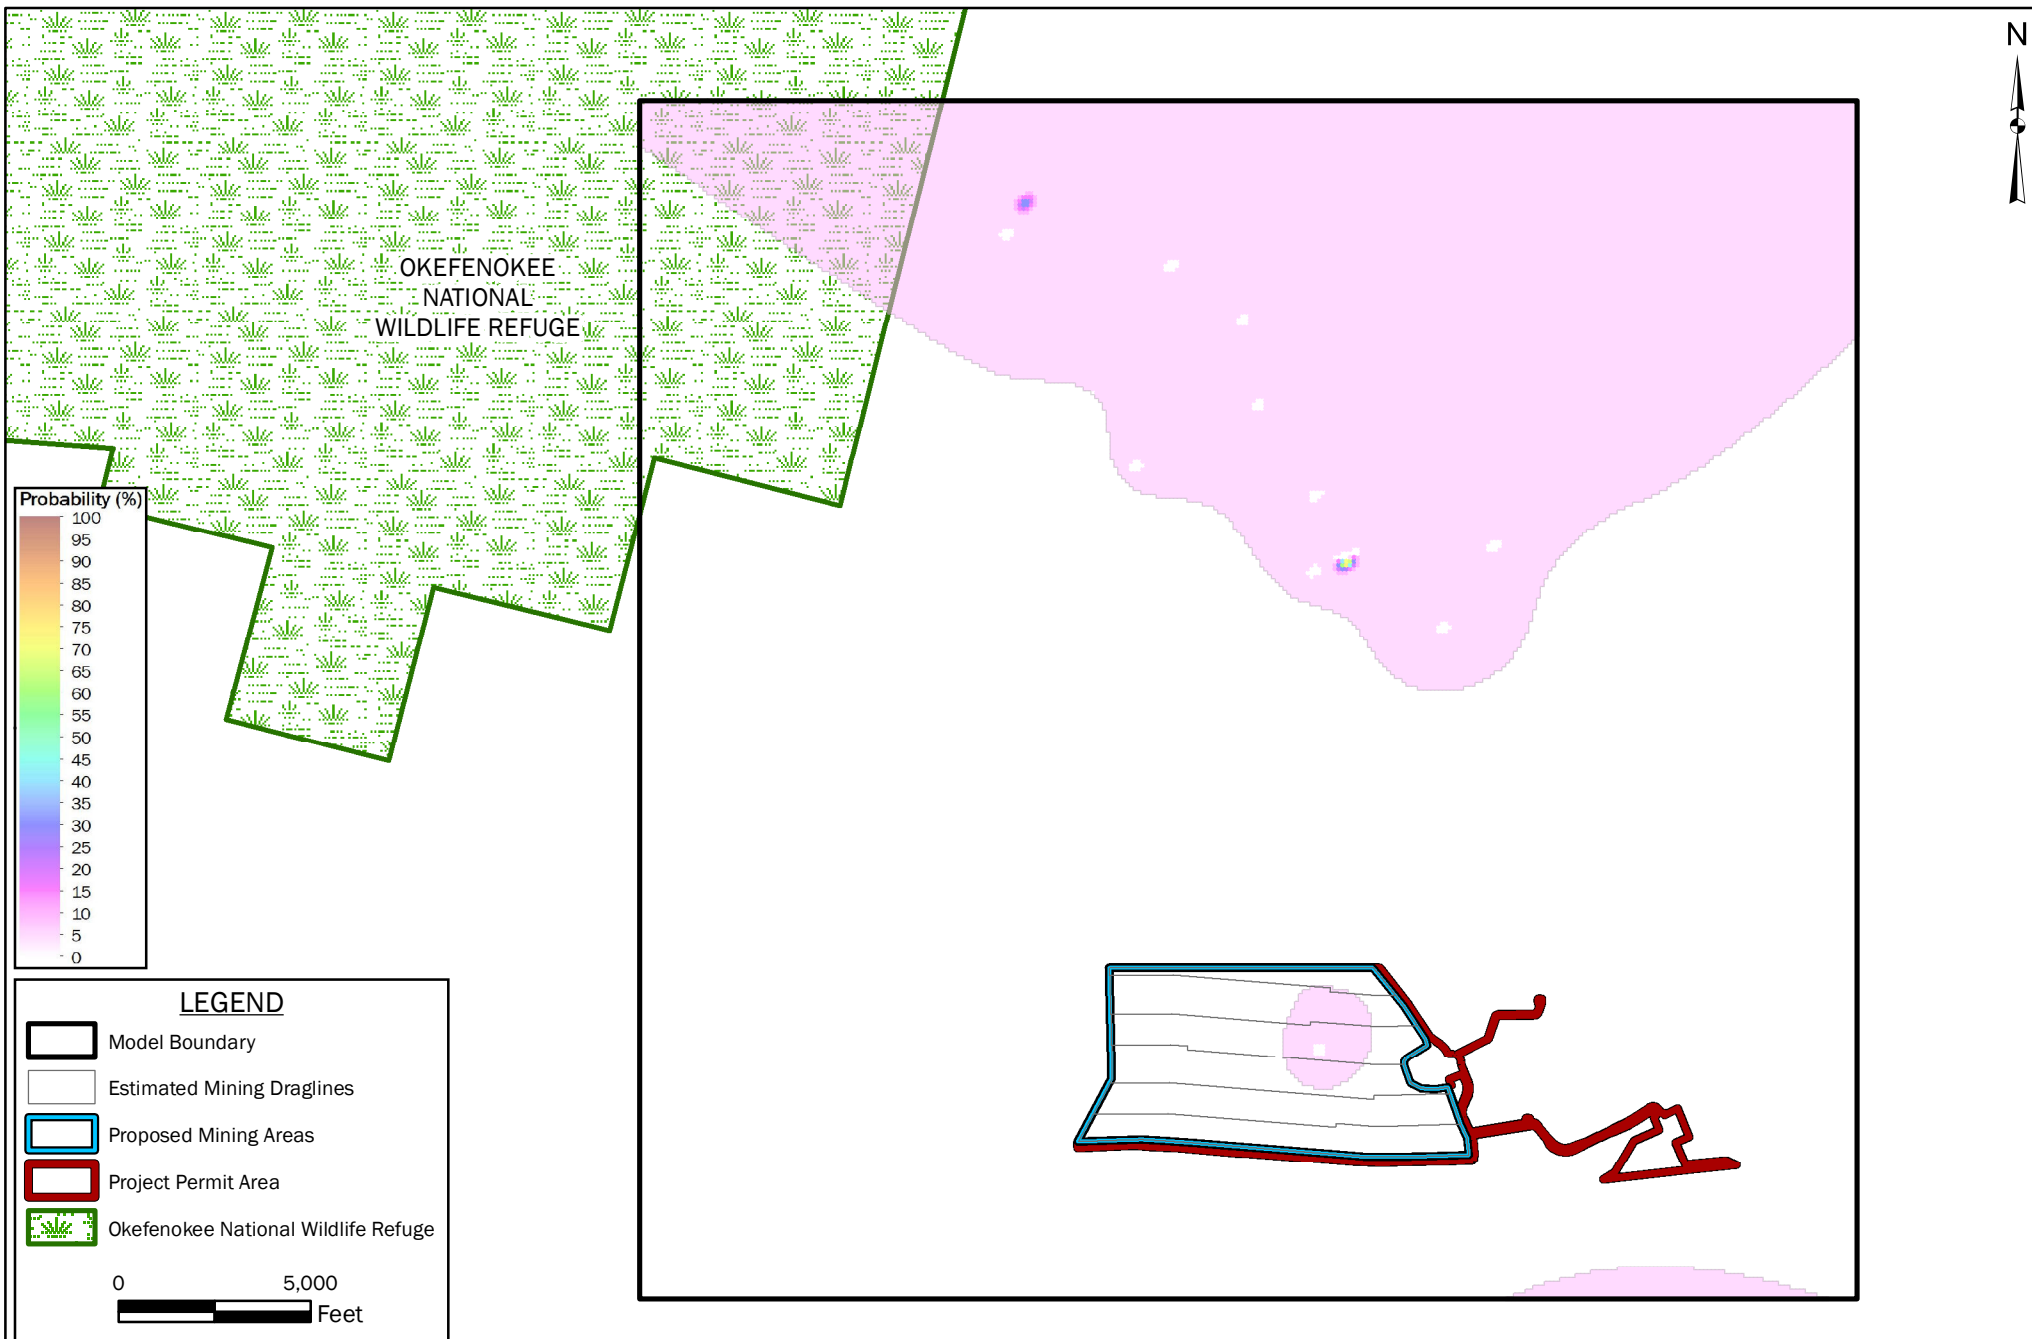 N
OKEFENOKEE
NATIONAL
WILDLIFE REFUGE
Probability (%)
100
95
90
85
80
75
70
65
60
55
50
45
40
35
30
25
20
15
10
5
0
LEGEND
Model Boundary
Estimated Mining Draglines
Proposed Mining Areas
Project Permit Area
Okefenokee National Wildlife Refuge
0 5,000
Feet